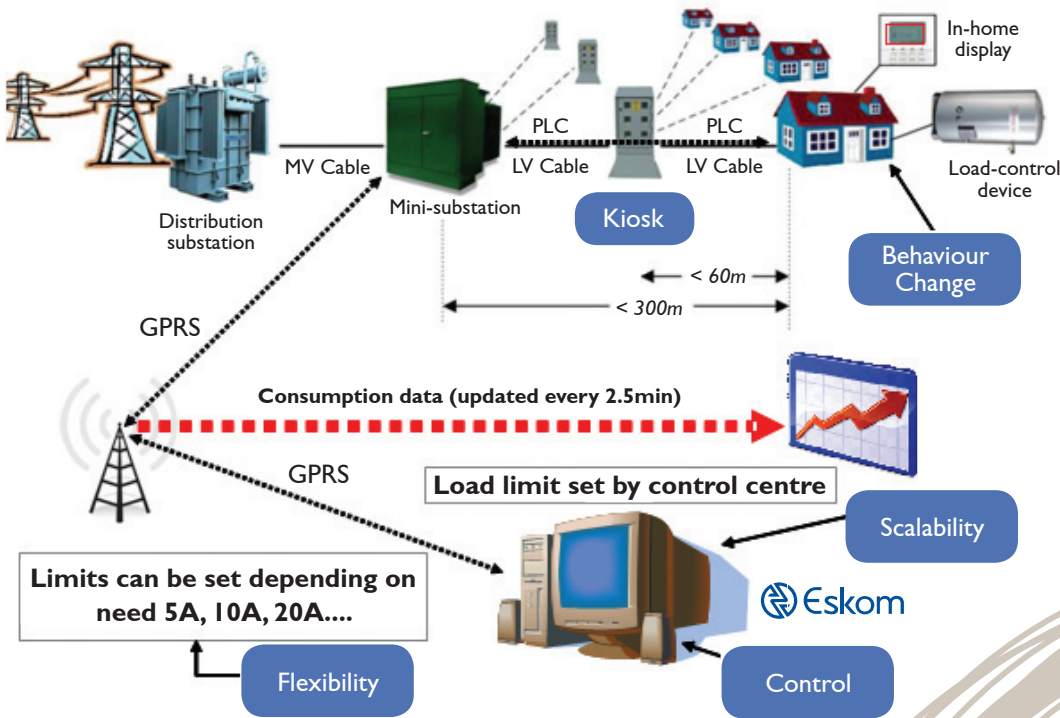 In-home
display
PLC
PLC
MV Cable
LV Cable
LV Cable
Load-control
device
Distribution
substation
Mini-substation
Kiosk
Behaviour
Change
< 60m
< 300m
GPRS
Consumption data (updated every 2.5min)
GPRS
Load limit set by control centre
Scalability
Limits can be set depending on
need 5A, 10A, 20A....
Eskom
Flexibility
Control